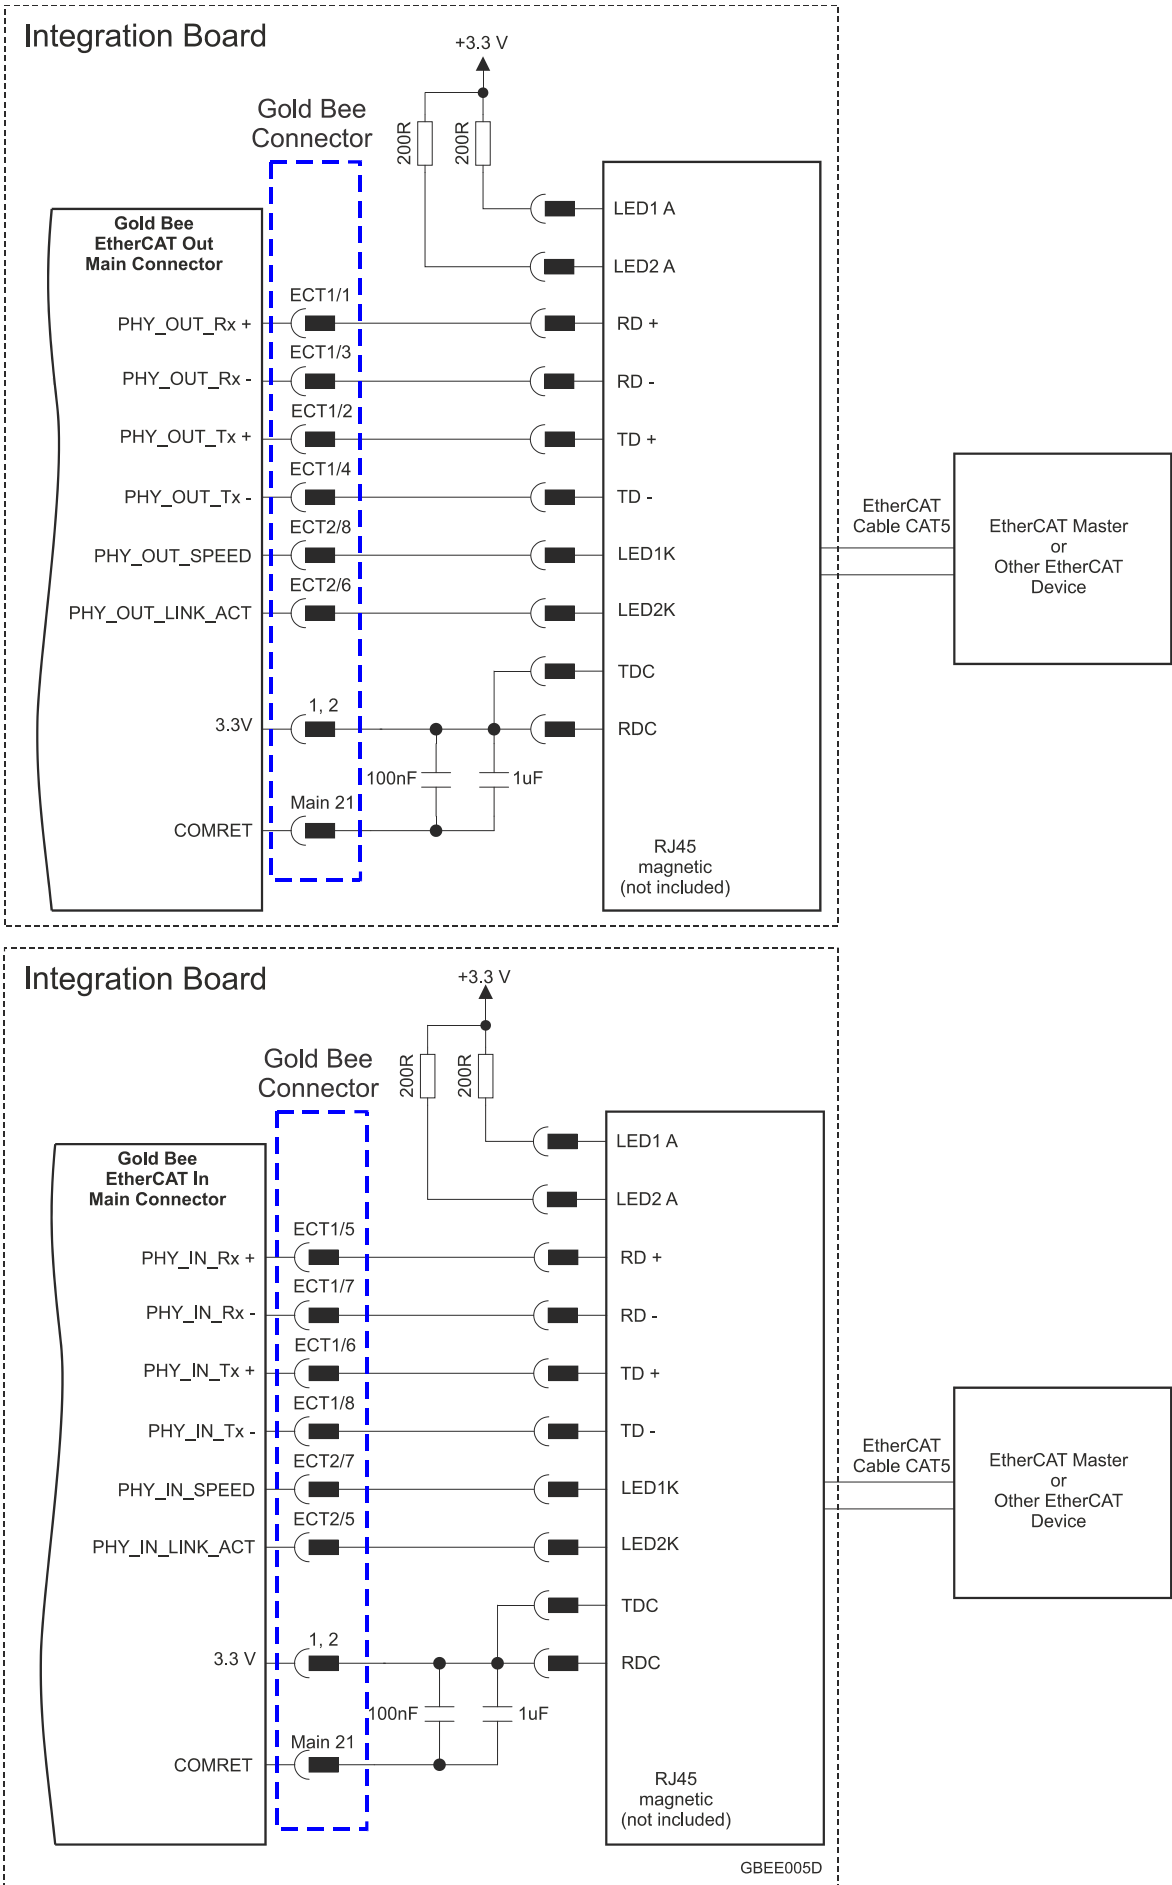 Integration Board
+3.3 V
Gold Bee
Connector
200R
200R
Gold Bee
EtherCAT Out
Main Connector
LED1 A
LED2 A
ECT1/1
PHY_OUT_Rx +
RD +
ECT1/3
PHY_OUT_Rx -
RD -
ECT1/2
PHY_OUT_Tx +
TD +
ECT1/4
PHY_OUT_Tx -
TD -
ECT2/8
PHY_OUT_SPEED
LED1K
ECT2/6
PHY_OUT_LINK_ACT
LED2K
TDC
1, 2
3.3V
RDC
100nF
1uF
Main 21
COMRET
RJ45
magnetic
(not included)
EtherCAT
Cable CAT5
EtherCAT Master
or
Other EtherCAT
Device
Integration Board
+3.3 V
Gold Bee
Connector
200R
200R
Gold Bee
EtherCAT In
Main Connector
LED1 A
LED2 A
ECT1/5
PHY_IN_Rx +
RD +
ECT1/7
PHY_IN_Rx -
RD -
ECT1/6
PHY_IN_Tx +
TD +
ECT1/8
PHY_IN_Tx -
TD -
ECT2/7
PHY_IN_SPEED
LED1K
ECT2/5
PHY_IN_LINK_ACT
LED2K
TDC
1, 2
3.3 V
RDC
100nF
1uF
Main 21
COMRET
RJ45
magnetic
(not included)
EtherCAT
Cable CAT5
EtherCAT Master
or
Other EtherCAT
Device
GBEE005D